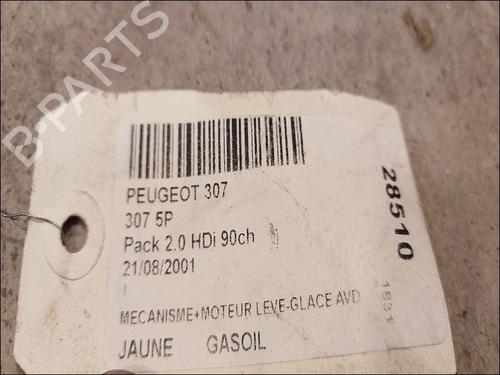 B-PARTS
PEUGEOT 307
307 5P
Pack 2.0 HDi 90ch
21/08/2001
MECANISME+MOTEUR LEVE-GLACE AVD
JAUNE GASOIL
28510
1931